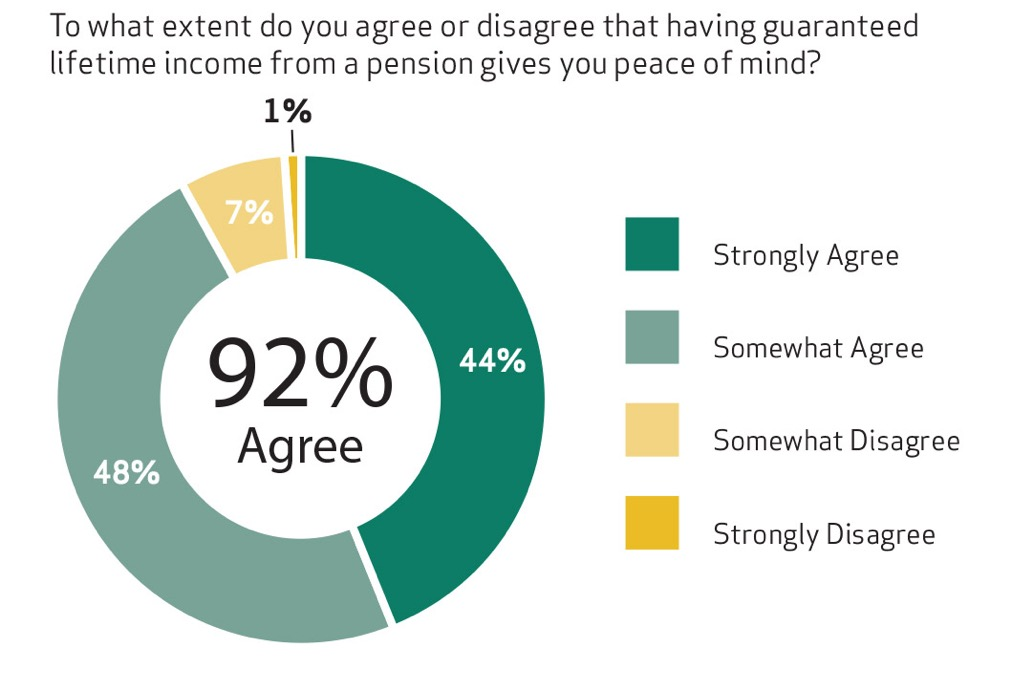 To what extent do you agree or disagree that having guaranteed
lifetime income from a pension gives you peace of mind?
1%
7%
44%
48%
92%
Agree
Strongly Agree
Somewhat Agree
Somewhat Disagree
Strongly Disagree